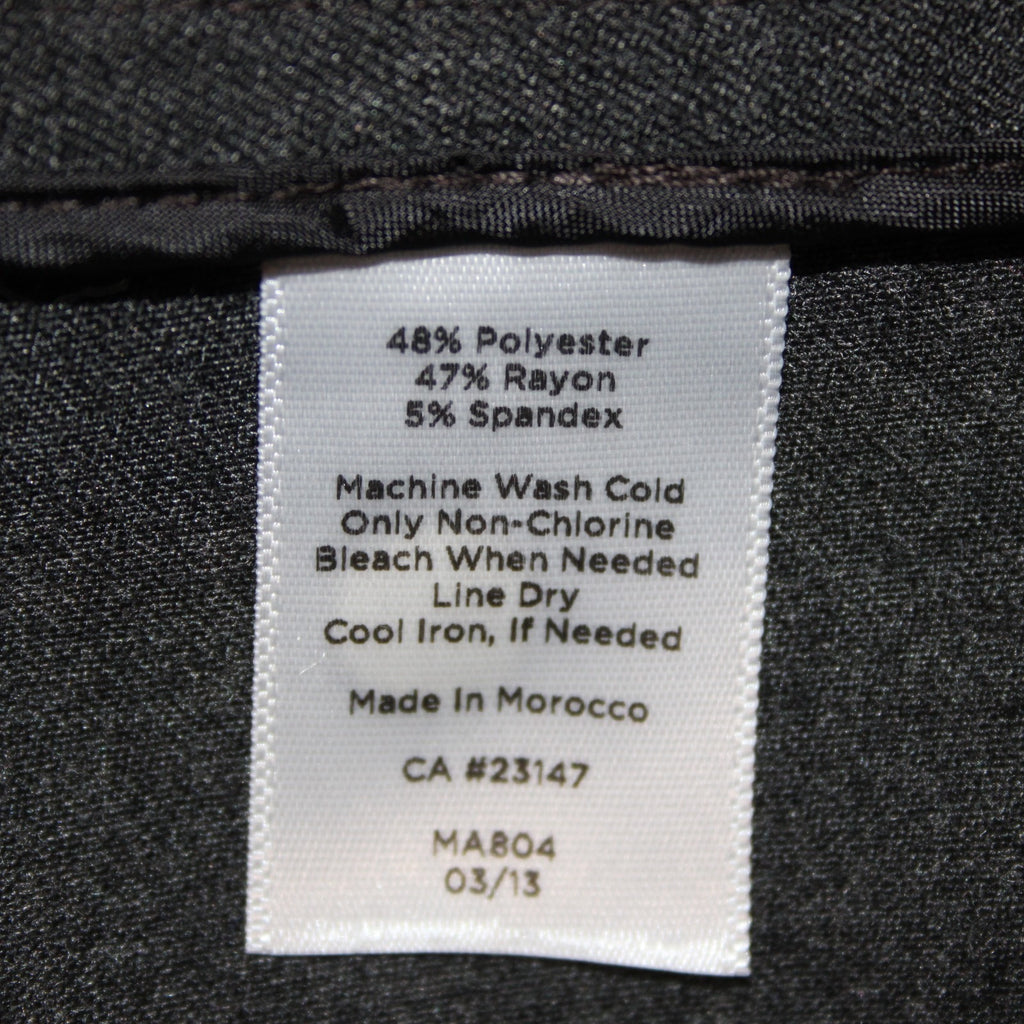 48% Polyester
47% Rayon
5% Spandex
Machine Wash Cold
Only Non-Chlorine
Bleach When Needed
Line Dry
Cool Iron, If Needed
Made In Morocco
CA #23147
MA804
03/13